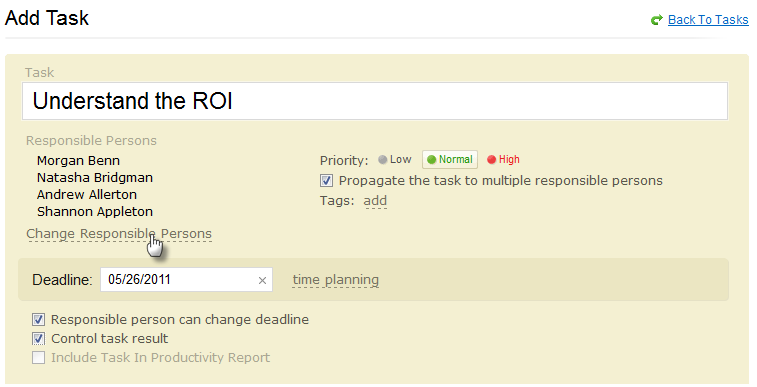 Add Task
Back To Tasks
Task
Understand the ROI
Responsible Persons
Morgan Benn
Natasha Bridgman
Andrew Allerton
Shannon Appleton
Change Responsible Persons
Priority: Low Normal High
Propagate the task to multiple responsible persons
Tags: add
Deadline: 05/26/2011 × time planning
Responsible person can change deadline
Control task result
Include Task In Productivity Report